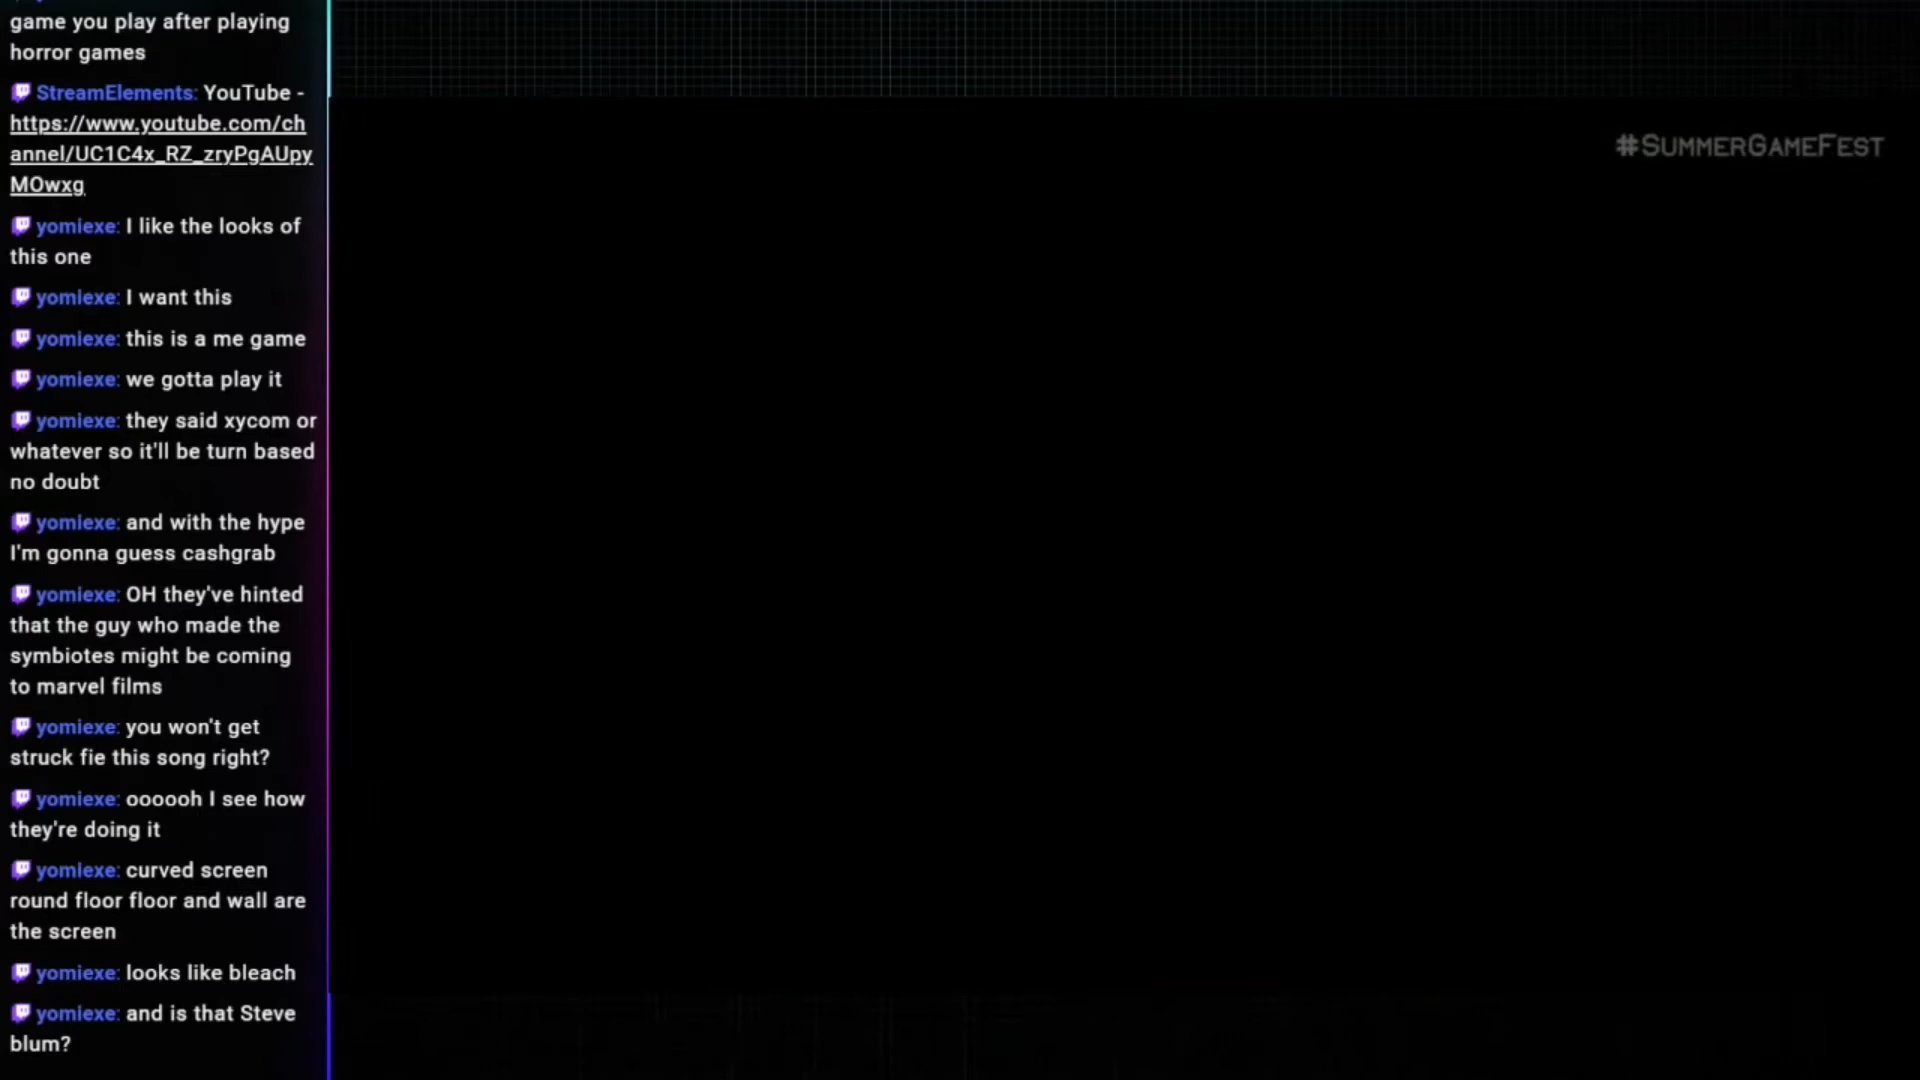 game you play after playing
horror games
StreamElements: YouTube -
https://www.youtube.com/ch
annel/UC1C4x_RZ_zryPgAUpy
MOwxg
yomiexe: I like the looks of
this one
yomiexe: I want this
yomiexe: this is a me game
yomiexe: we gotta play it
yomiexe: they said xycom or
whatever so it'll be turn based
no doubt
yomiexe: and with the hype
I'm gonna guess cashgrab
yomiexe: OH they've hinted
that the guy who made the
symbiotes might be coming
to marvel films
yomiexe: you won't get
struck fie this song right?
yomiexe: oooooh I see how
they're doing it
yomiexe: curved screen
round floor floor and wall are
the screen
yomiexe: looks like bleach
yomiexe: and is that Steve
blum?
#SummerGameFest